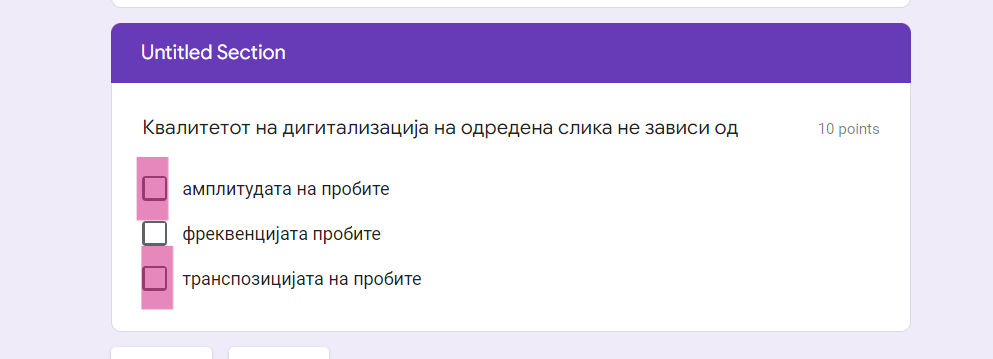 Untitled Section
Квалитетот на дигитализација на одредена слика не зависи од
10 points
амплитудата на пробите
фреквенцијата пробите
транспозицијата на пробите